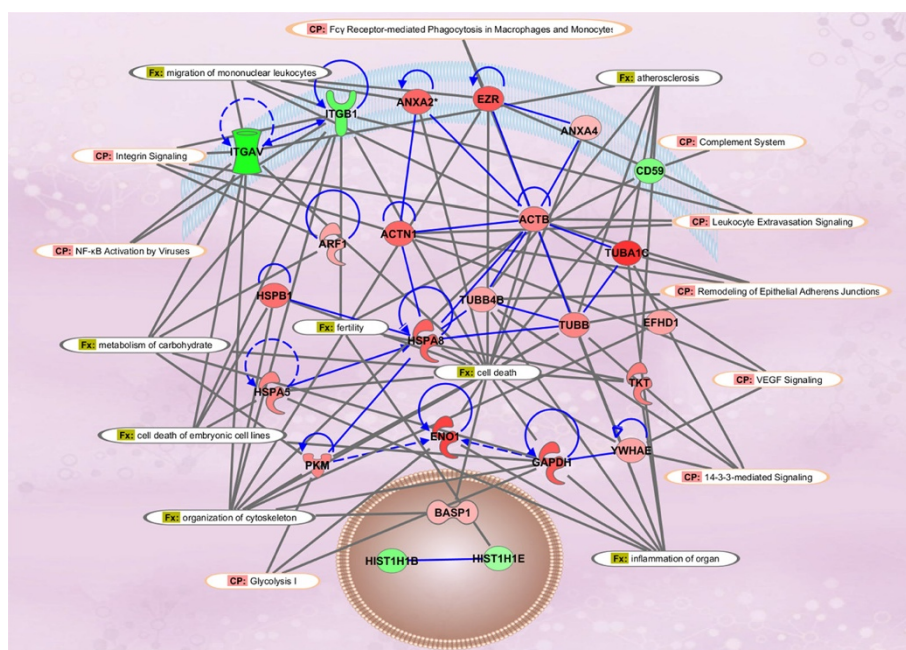 CP: Fcγ Receptor-mediated Phagocytosis in Macrophages and Monocytes
Fx: migration of mononuclear leukocytes
Fx: atherosclerosis
ITGB1
ANXA2*
EZR
ANXA4
ITGAV
CP: Integrin Signaling
CP: Complement System
CD59
ACTB
CP: Leukocyte Extravasation Signaling
ARF1
ACTN1
CP: NF-κB Activation by Viruses
TUBA1C
HSPB1
TUBB4B
CP: Remodeling of Epithelial Adherens Junctions
Fx: fertility
TUBB
EFHD1
Fx: metabolism of carbohydrate
HSPA8
Fx: cell death
CP: VEGF Signaling
HSPA5
TKT
Fx: cell death of embryonic cell lines
ENO1
YWHAE
PKM
GAPDH
CP: 14-3-3-mediated Signaling
Fx: organization of cytoskeleton
BASP1
HIST1H1B
HIST1H1E
Fx: inflammation of organ
CP: Glycolysis I